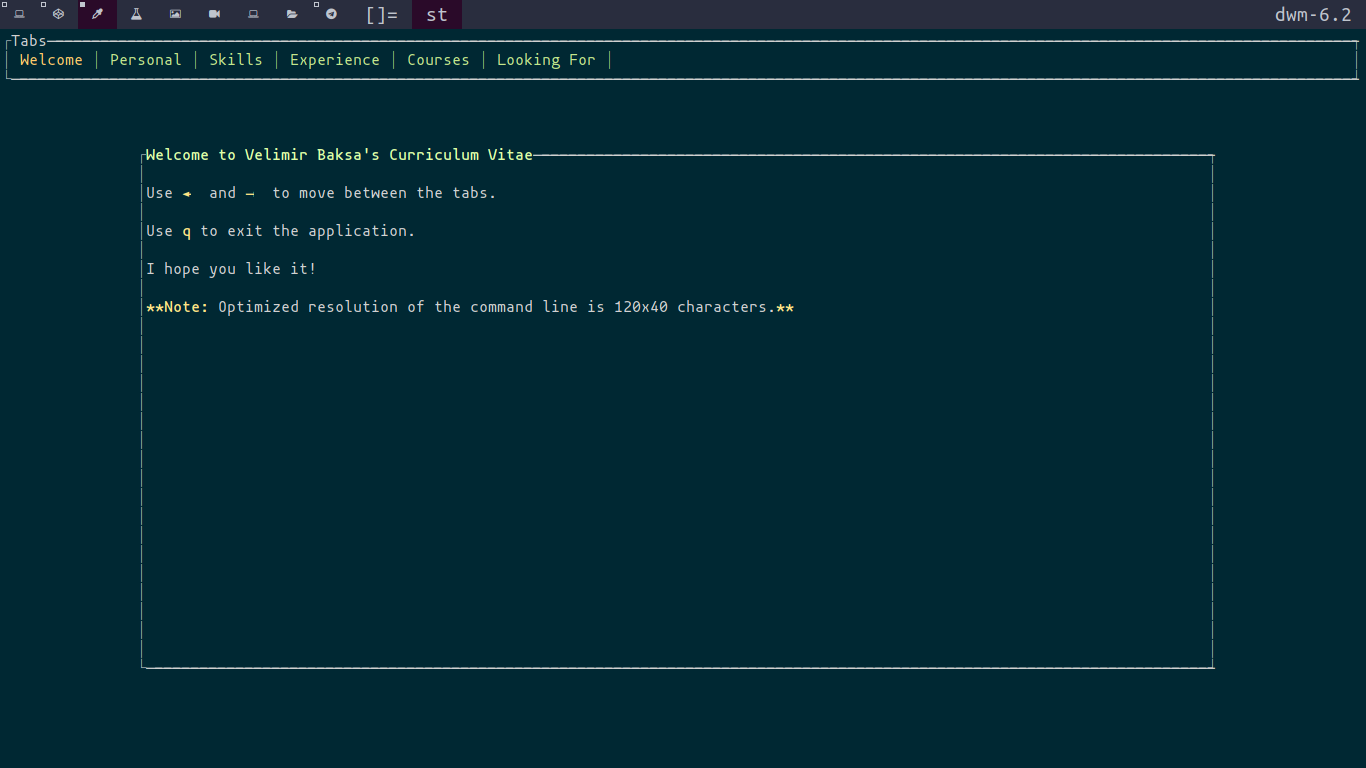 []= st dwm-6.2
Tabs
Welcome │ Personal │ Skills │ Experience │ Courses │ Looking For │
Welcome to Velimir Baksa's Curriculum Vitae
Use ← and → to move between the tabs.
Use q to exit the application.
I hope you like it!
**Note: Optimized resolution of the command line is 120x40 characters.**